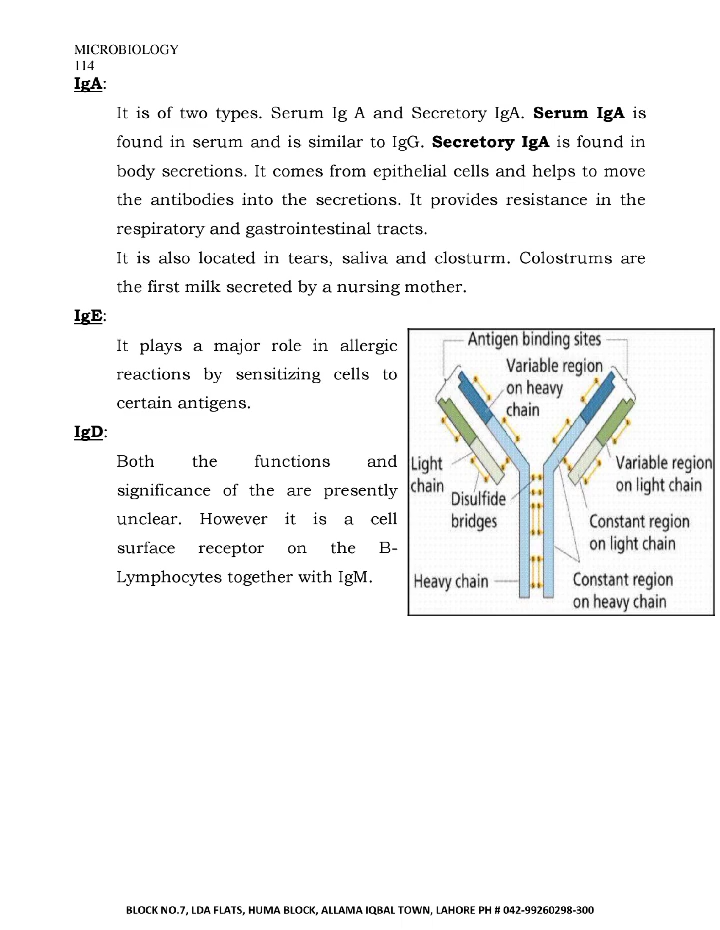 MICROBIOLOGY
114
IgA:
It is of two types. Serum Ig A and Secretory IgA. Serum IgA is
found in serum and is similar to IgG. Secretory IgA is found in
body secretions. It comes from epithelial cells and helps to move
the antibodies into the secretions. It provides resistance in the
respiratory and gastrointestinal tracts.
It is also located in tears, saliva and closturm. Colostrums are
the first milk secreted by a nursing mother.
IgE:
It plays a major role in allergic
reactions by sensitizing cells to
certain antigens.
IgD:
Both the functions and
significance of the are presently
unclear. However it is a cell
surface receptor on the B-
Lymphocytes together with IgM.
Antigen binding sites
Variable region
on heavy
chain
Light
chain
Disulfide
bridges
Variable region
on light chain
Constant region
on light chain
Heavy chain
Constant region
on heavy chain
BLOCK NO.7, LDA FLATS, HUMA BLOCK, ALLAMA IQBAL TOWN, LAHORE PH # 042-99260298-300